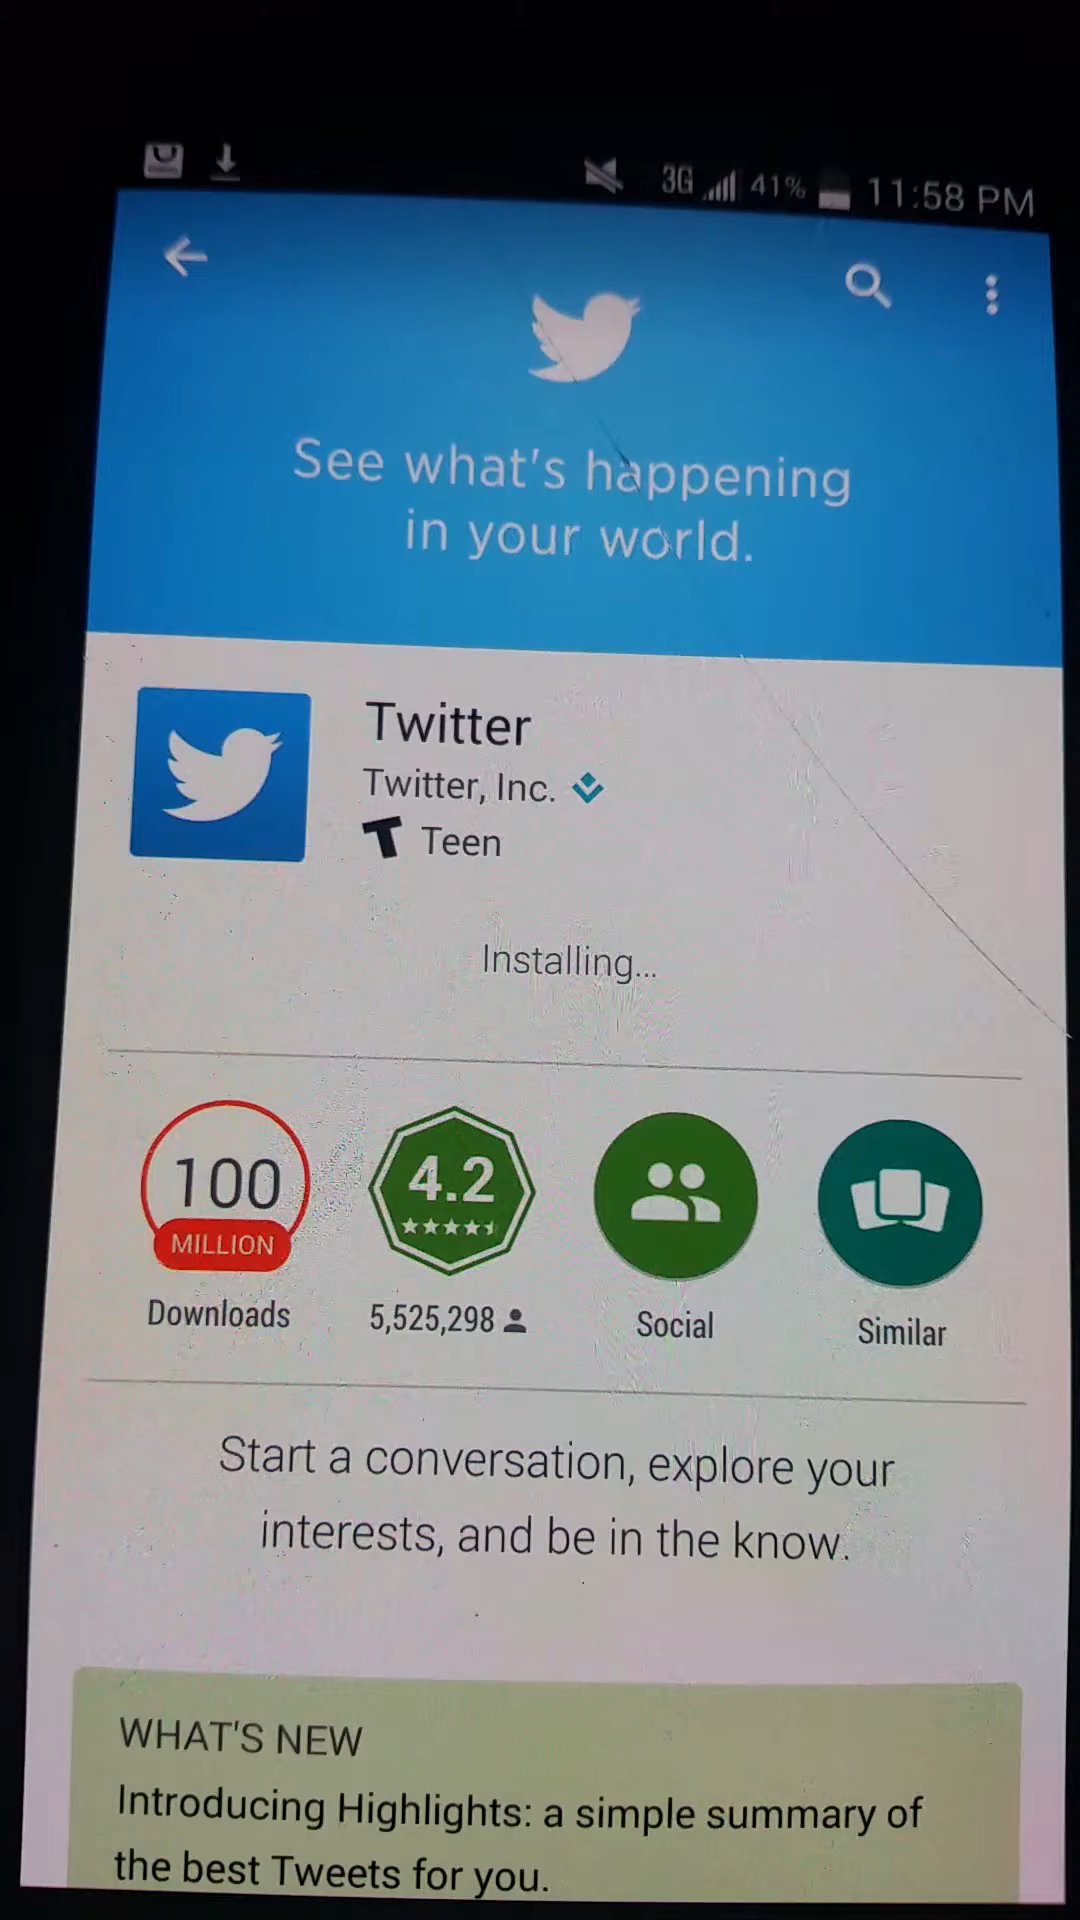 3G 41% 11:58 PM
See what's happening
in your world.
Twitter
Twitter, Inc.
T Teen
Installing...
100
MILLION
Downloads
4.2
5,525,298
Social
Similar
Start a conversation, explore your
interests, and be in the know.
WHAT'S NEW
Introducing Highlights: a simple summary of
the best Tweets for you.